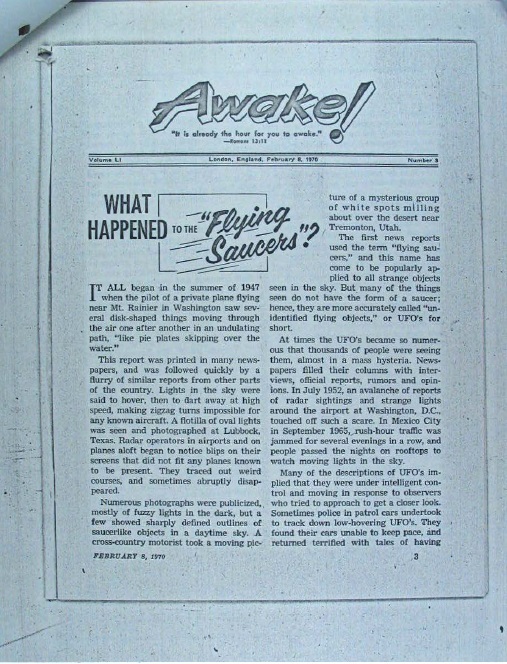 Awake!
"It is already the hour for you to awake."
—Romans 13:11
Volume LI
London, England, February 8, 1970
Number 3
WHAT
HAPPENED TO THE "Flying
Saucers"?
IT ALL began in the summer of 1947
when the pilot of a private plane flying
near Mt. Rainier in Washington saw sev-
eral disk-shaped things moving through
the air one after another in an undulating
path, "like pie plates skipping over the
water."
This report was printed in many news-
papers, and was followed quickly by a
flurry of similar reports from other parts
of the country. Lights in the sky were
said to hover, then to dart away at high
speed, making zigzag turns impossible for
any known aircraft. A flotilla of oval lights
was seen and photographed at Lubbock,
Texas. Radar operators in airports and on
planes aloft began to notice blips on their
screens that did not fit any planes known
to be present. They traced out weird
courses, and sometimes abruptly disap-
peared.
Numerous photographs were publicized,
mostly of fuzzy lights in the dark, but a
few showed sharply defined outlines of
saucerlike objects in a daytime sky. A
cross-country motorist took a moving pic-
ture of a mysterious group
of white spots milling
about over the desert near
Tremonton, Utah.
The first news reports
used the term "flying sau-
cers," and this name has
come to be popularly ap-
plied to all strange objects
seen in the sky. But many of the things
seen do not have the form of a saucer;
hence, they are more accurately called "un-
identified flying objects," or UFO's for
short.
At times the UFO's became so numer-
ous that thousands of people were seeing
them, almost in a mass hysteria. News-
papers filled their columns with inter-
views, official reports, rumors and opin-
ions. In July 1952, an avalanche of reports
of radar sightings and strange lights
around the airport at Washington, D.C.,
touched off such a scare. In Mexico City
in September 1965, rush-hour traffic was
jammed for several evenings in a row, and
people passed the nights on rooftops to
watch moving lights in the sky.
Many of the descriptions of UFO's im-
plied that they were under intelligent con-
trol and moving in response to observers
who tried to approach to get a closer look.
Sometimes police in patrol cars undertook
to track down low-hovering UFO's. They
found their cars unable to keep pace, and
returned terrified with tales of having
FEBRUARY 8, 1970
3